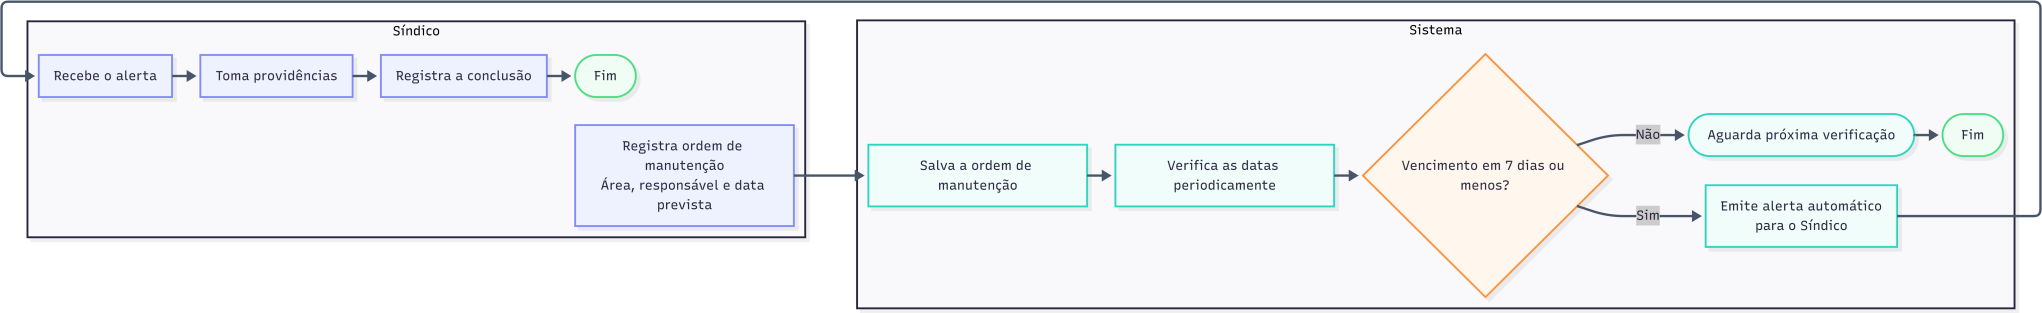 Síndico
Recebe o alerta
Toma providências
Registra a conclusão
Fim
Registra ordem de
manutenção
Área, responsável e data
prevista
Sistema
Salva a ordem de
manutenção
Verifica as datas
periodicamente
Vencimento em 7 dias ou
menos?
Não
Aguarda próxima verificação
Fim
Sim
Emite alerta automático
para o Síndico